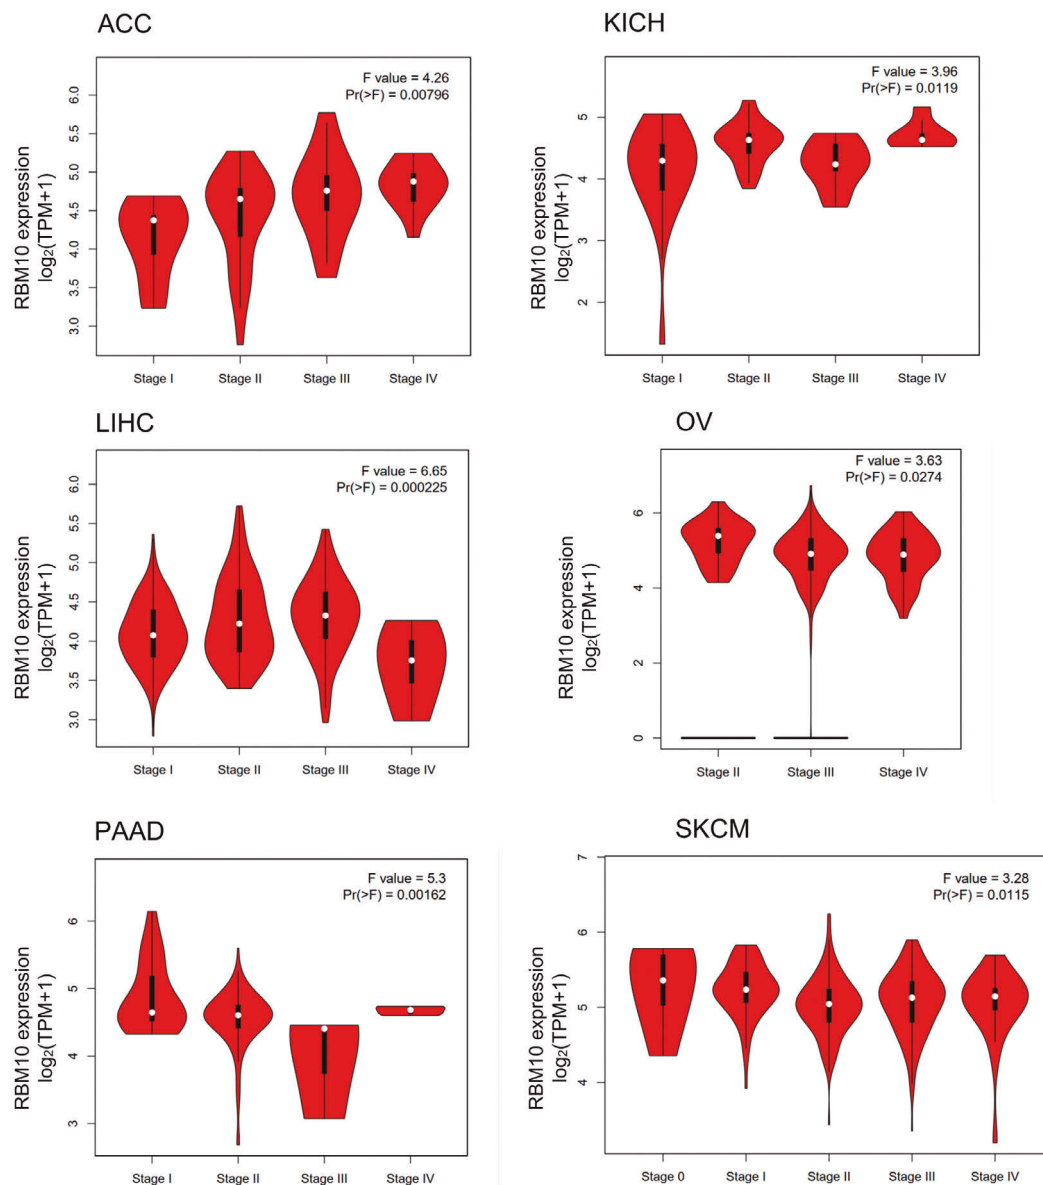 ACC
F value = 4.26
Pr(>F) = 0.00796
RBM10 expression
log₂(TPM+1)
6.0
5.5
5.0
4.5
4.0
3.5
3.0
Stage I
Stage II
Stage III
Stage IV
KICH
F value = 3.96
Pr(>F) = 0.0119
RBM10 expression
log₂(TPM+1)
5
4
3
2
Stage I
Stage II
Stage III
Stage IV
LIHC
F value = 6.65
Pr(>F) = 0.000225
RBM10 expression
log₂(TPM+1)
6.0
5.5
5.0
4.5
4.0
3.5
3.0
Stage I
Stage II
Stage III
Stage IV
OV
F value = 3.63
Pr(>F) = 0.0274
RBM10 expression
log₂(TPM+1)
6
4
2
0
Stage II
Stage III
Stage IV
PAAD
F value = 5.3
Pr(>F) = 0.00162
RBM10 expression
log₂(TPM+1)
6
5
4
3
Stage I
Stage II
Stage III
Stage IV
SKCM
F value = 3.28
Pr(>F) = 0.0115
RBM10 expression
log₂(TPM+1)
7
6
5
4
Stage 0
Stage I
Stage II
Stage III
Stage IV